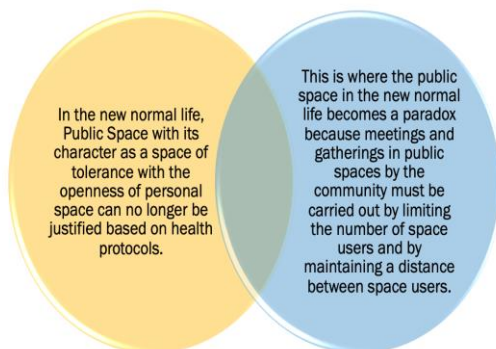 In the new normal life,
Public Space with its
character as a space of
tolerance with the
openness of personal
space can no longer be
justified based on health
protocols.
This is where the public
space in the new normal
life becomes a paradox
because meetings and
gatherings in public
spaces by the
community must be
carried out by limiting
the number of space
users and by
maintaining a distance
between space users.